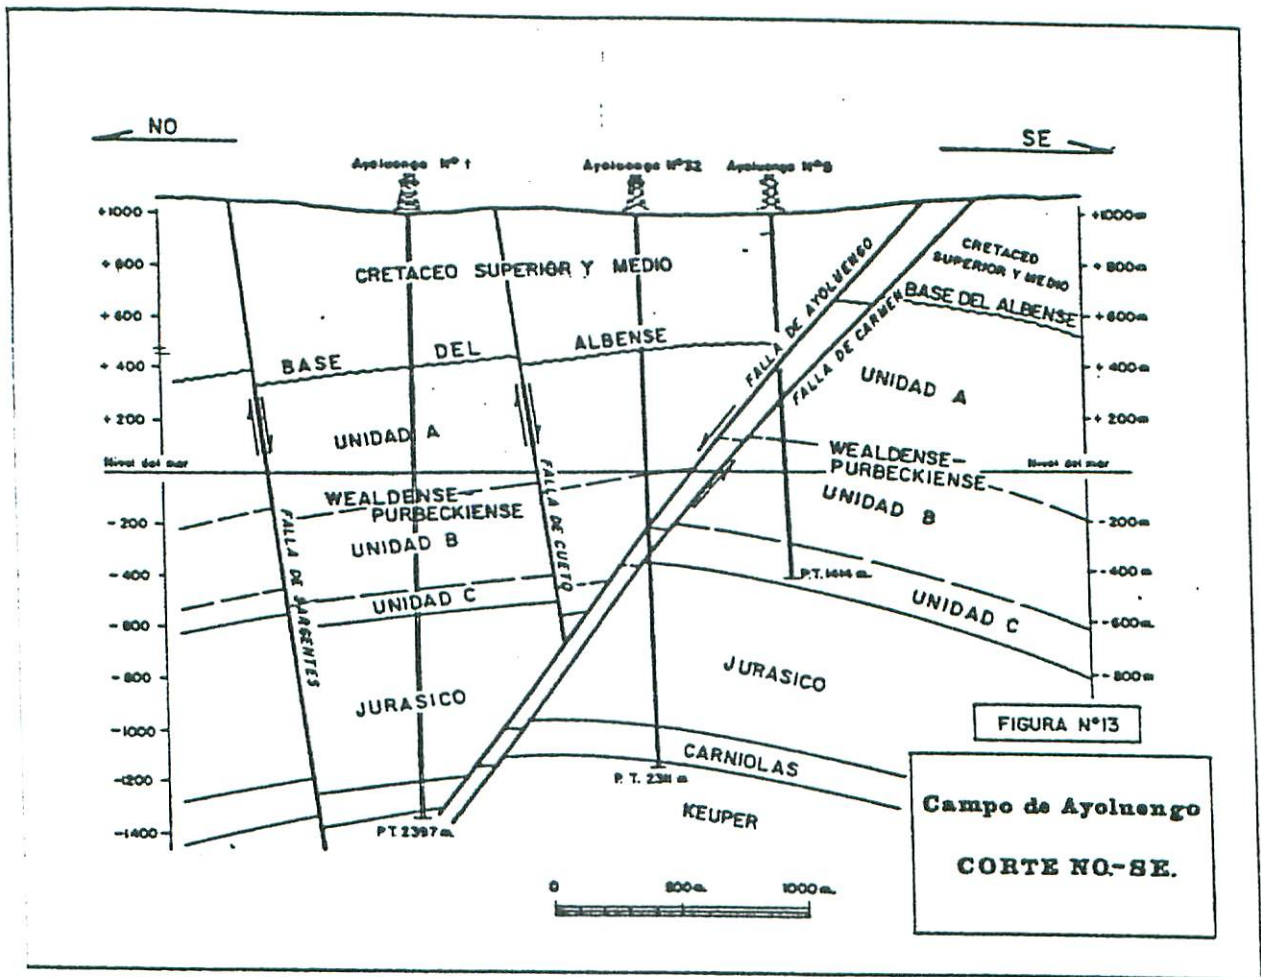 NO
SE
Ayoluengo Nº 1
Ayoluengo Nº 32
Ayoluengo Nº 9
+1000
+ 800
+ 600
+ 400
+ 200
Nivel del mar
- 200
- 400
- 600
- 800
-1000
-1200
-1400
CRETACEO SUPERIOR Y MEDIO
BASE DEL ALBENSE
UNIDAD A
WEALDENSE-
PURBECKIENSE
UNIDAD B
UNIDAD C
JURASICO
FALLA DE SARGENTES
FALLA DE CUETO
FALLA DE AYOLUENGO
FALLA DE CARMEN
P.T. 2397 m.
P. T. 2311 m
P.T. 1414 m.
CRETACEO
SUPERIOR Y MEDIO
BASE DEL ALBENSE
UNIDAD A
WEALDENSE-
PURBECKIENSE
UNIDAD B
UNIDAD C
JURASICO
CARNIOLAS
KEUPER
+1000m
+ 800m
+ 600m
+ 400m
+ 200m
Nivel del mar
- 200m
- 400m
- 600m
- 800m
FIGURA Nº13
Campo de Ayoluengo
CORTE NO.-SE.
0 500m. 1000m.